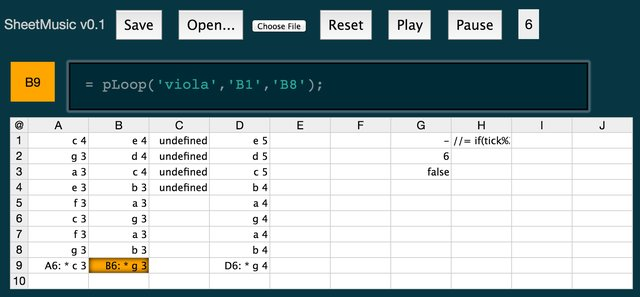 SheetMusic v0.1 Save Open... Choose File Reset Play Pause 6
B9 = pLoop('viola','B1','B8');
@ A B C D E F G H I J
1 c 4 e 4 undefined e 5 - //= if(tick%
2 g 3 d 4 undefined d 5 6
3 a 3 c 4 undefined c 5 false
4 e 3 b 3 undefined b 4
5 f 3 a 3 a 4
6 c 3 g 3 g 4
7 f 3 a 3 a 4
8 g 3 b 3 b 4
9 A6: * c 3 B6: * g 3 D6: * g 4
10